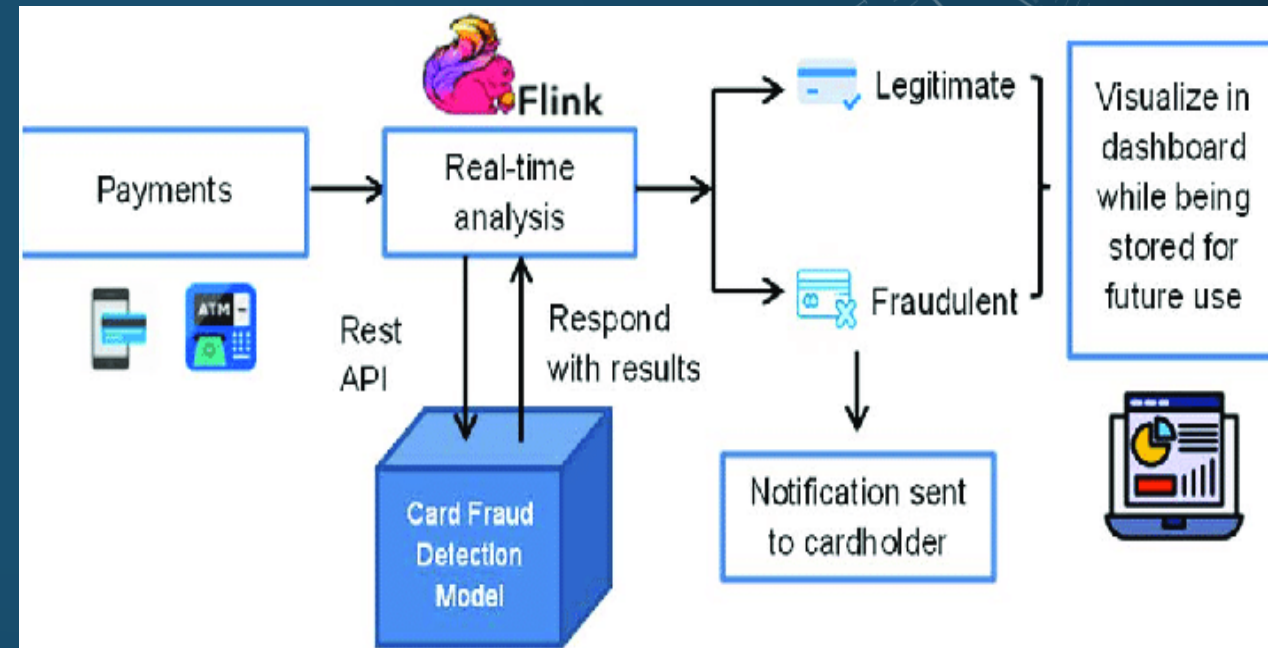 Flink
Payments
Real-time
analysis
Legitimate
Fraudulent
Visualize in
dashboard
while being
stored for
future use
ATM
Rest
API
Respond
with results
Card Fraud
Detection
Model
Notification sent
to cardholder